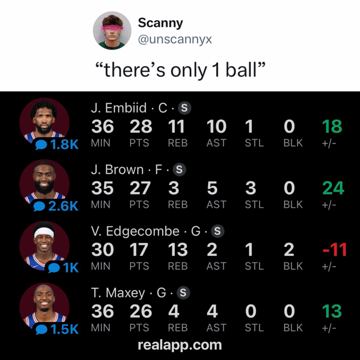 Scanny
@unscannyx
“there’s only 1 ball”
J. Embiid · C · S
36 28 11 10 1 0 18
1.8K MIN PTS REB AST STL BLK +/-
J. Brown · F · S
35 27 3 5 3 0 24
2.6K MIN PTS REB AST STL BLK +/-
V. Edgecombe · G · S
30 17 13 2 1 2 -11
1K MIN PTS REB AST STL BLK +/-
T. Maxey · G · S
36 26 4 4 0 0 13
1.5K MIN PTS REB AST STL BLK +/-
realapp.com